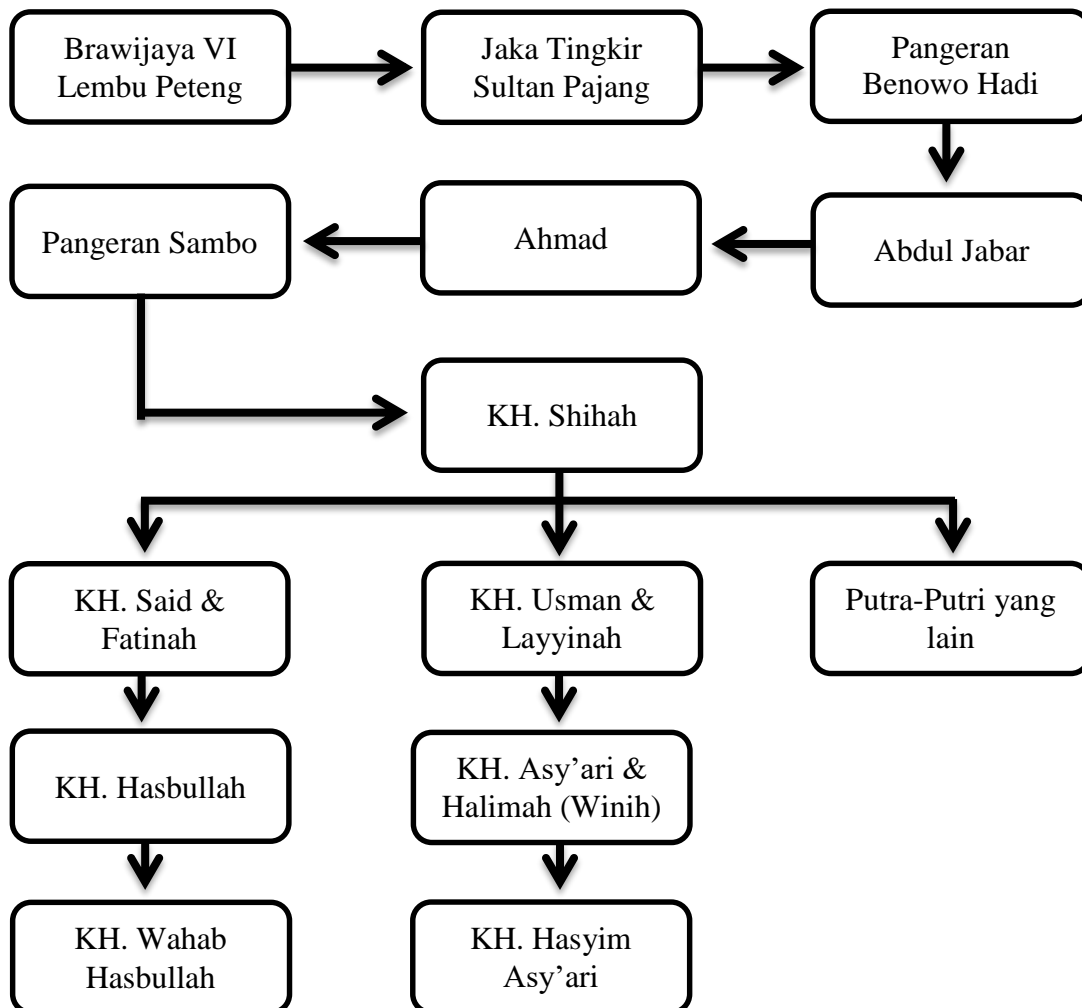 Brawijaya VI
Lembu Peteng
Jaka Tingkir
Sultan Pajang
Pangeran
Benowo Hadi
Pangeran Sambo
Ahmad
Abdul Jabar
KH. Shihah
KH. Said &
Fatinah
KH. Usman &
Layyinah
Putra-Putri yang
lain
KH. Hasbullah
KH. Asy’ari &
Halimah (Winih)
KH. Wahab
Hasbullah
KH. Hasyim
Asy’ari